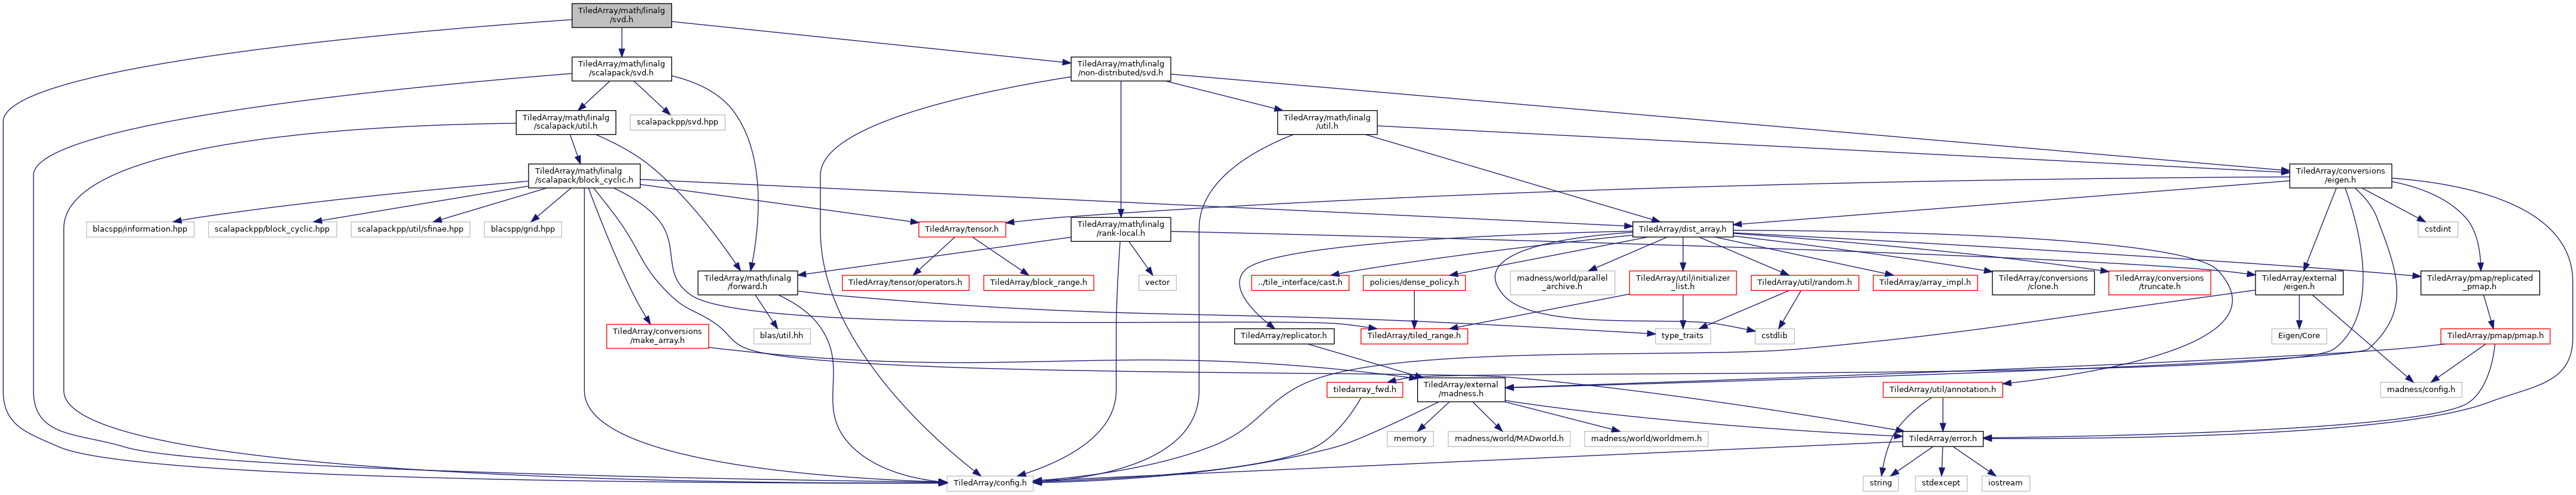 TiledArray/math/linalg
/svd.h
TiledArray/math/linalg
/scalapack/svd.h
TiledArray/math/linalg
/non-distributed/svd.h
TiledArray/math/linalg
/scalapack/util.h
scalapackpp/svd.hpp
TiledArray/math/linalg
/util.h
TiledArray/math/linalg
/scalapack/block_cyclic.h
TiledArray/conversions
/eigen.h
blacspp/information.hpp
scalapackpp/block_cyclic.hpp
scalapackpp/util/sfinae.hpp
blacspp/grid.hpp
TiledArray/tensor.h
TiledArray/math/linalg
/rank-local.h
TiledArray/dist_array.h
cstdint
TiledArray/math/linalg
/forward.h
TiledArray/tensor/operators.h
TiledArray/block_range.h
vector
../tile_interface/cast.h
policies/dense_policy.h
madness/world/parallel
_archive.h
TiledArray/util/initializer
_list.h
TiledArray/util/random.h
TiledArray/array_impl.h
TiledArray/conversions
/clone.h
TiledArray/conversions
/truncate.h
TiledArray/external
/eigen.h
TiledArray/pmap/replicated
_pmap.h
TiledArray/conversions
/make_array.h
blas/util.hh
TiledArray/replicator.h
TiledArray/tiled_range.h
type_traits
cstdlib
Eigen/Core
TiledArray/pmap/pmap.h
tiledarray_fwd.h
TiledArray/external
/madness.h
TiledArray/util/annotation.h
madness/config.h
memory
madness/world/MADworld.h
madness/world/worldmem.h
TiledArray/error.h
TiledArray/config.h
string
stdexcept
iostream